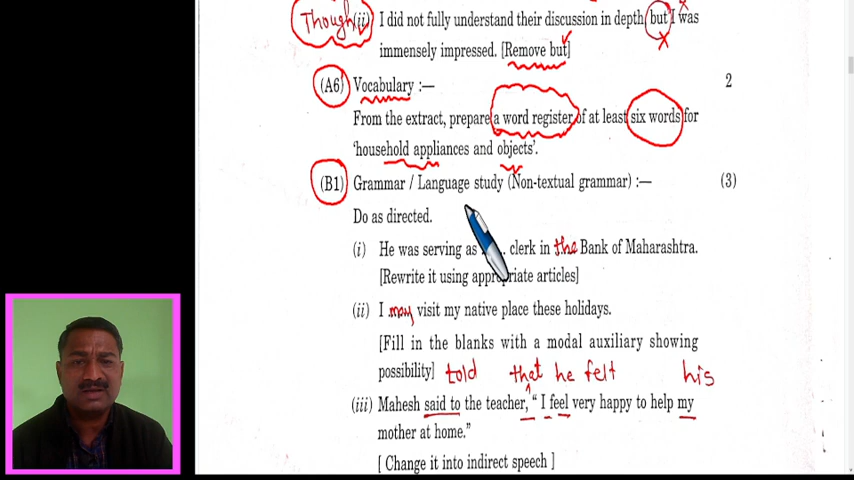 Though (ii) I did not fully understand their discussion in depth but I was
immensely impressed. [Remove but]
(A6) Vocabulary :— 2
From the extract, prepare a word register of at least six words for
'household appliances and objects'.
(B1) Grammar / Language study (Non-textual grammar) :— (3)
Do as directed.
(i) He was serving as .... clerk in the Bank of Maharashtra.
[Rewrite it using appropriate articles]
(ii) I may visit my native place these holidays.
[Fill in the blanks with a modal auxiliary showing
possibility] told that he felt his
(iii) Mahesh said to the teacher, “ I feel very happy to help my
mother at home.”
[ Change it into indirect speech ]